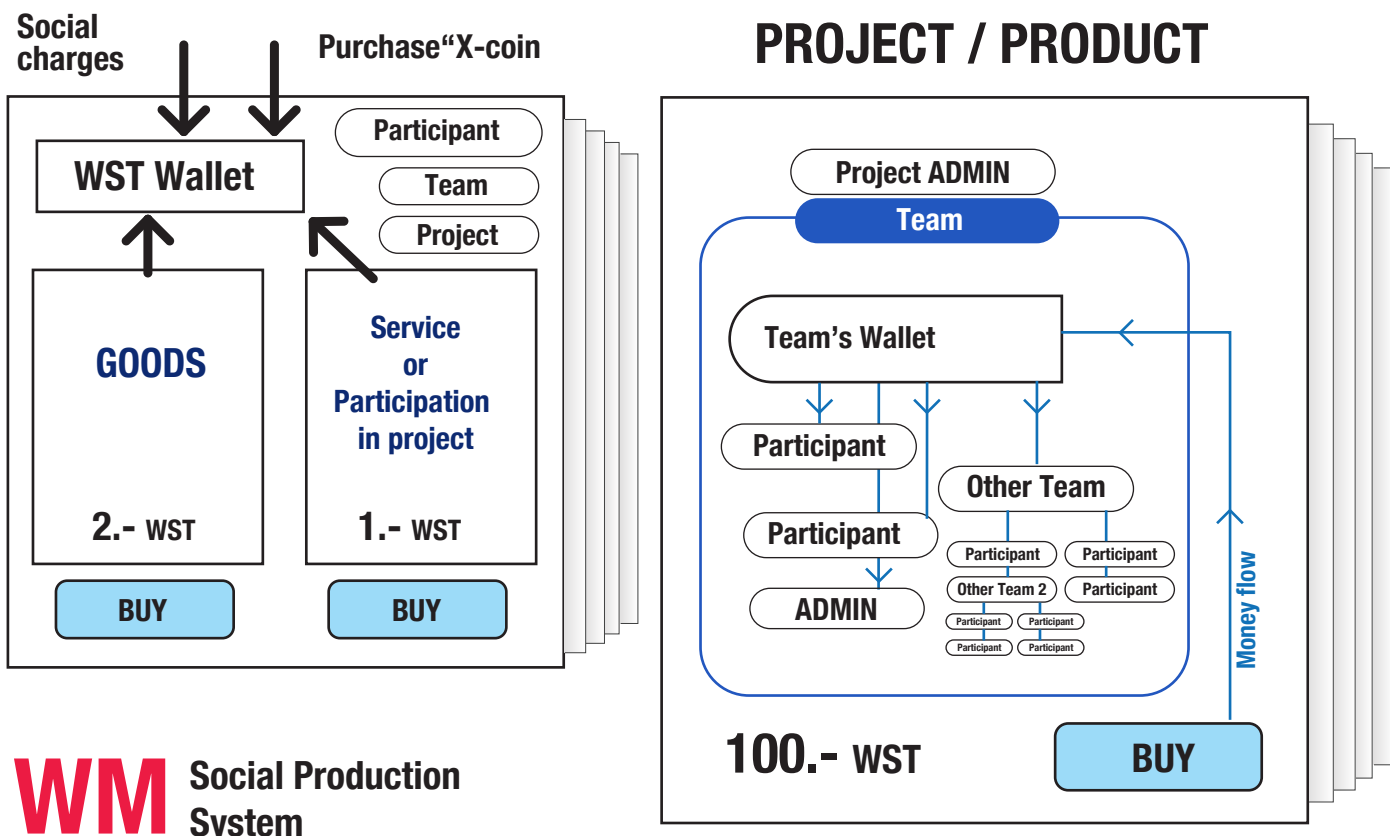 Social
charges
Purchase“X-coin
WST Wallet
Participant
Team
Project
GOODS
2.- WST
BUY
Service
or
Participation
in project
1.- WST
BUY
WM
Social Production
System
PROJECT / PRODUCT
Project ADMIN
Team
Team's Wallet
Participant
Participant
ADMIN
Other Team
Participant
Participant
Other Team 2
Participant
Participant
Participant
Participant
Participant
Money flow
100.- WST
BUY